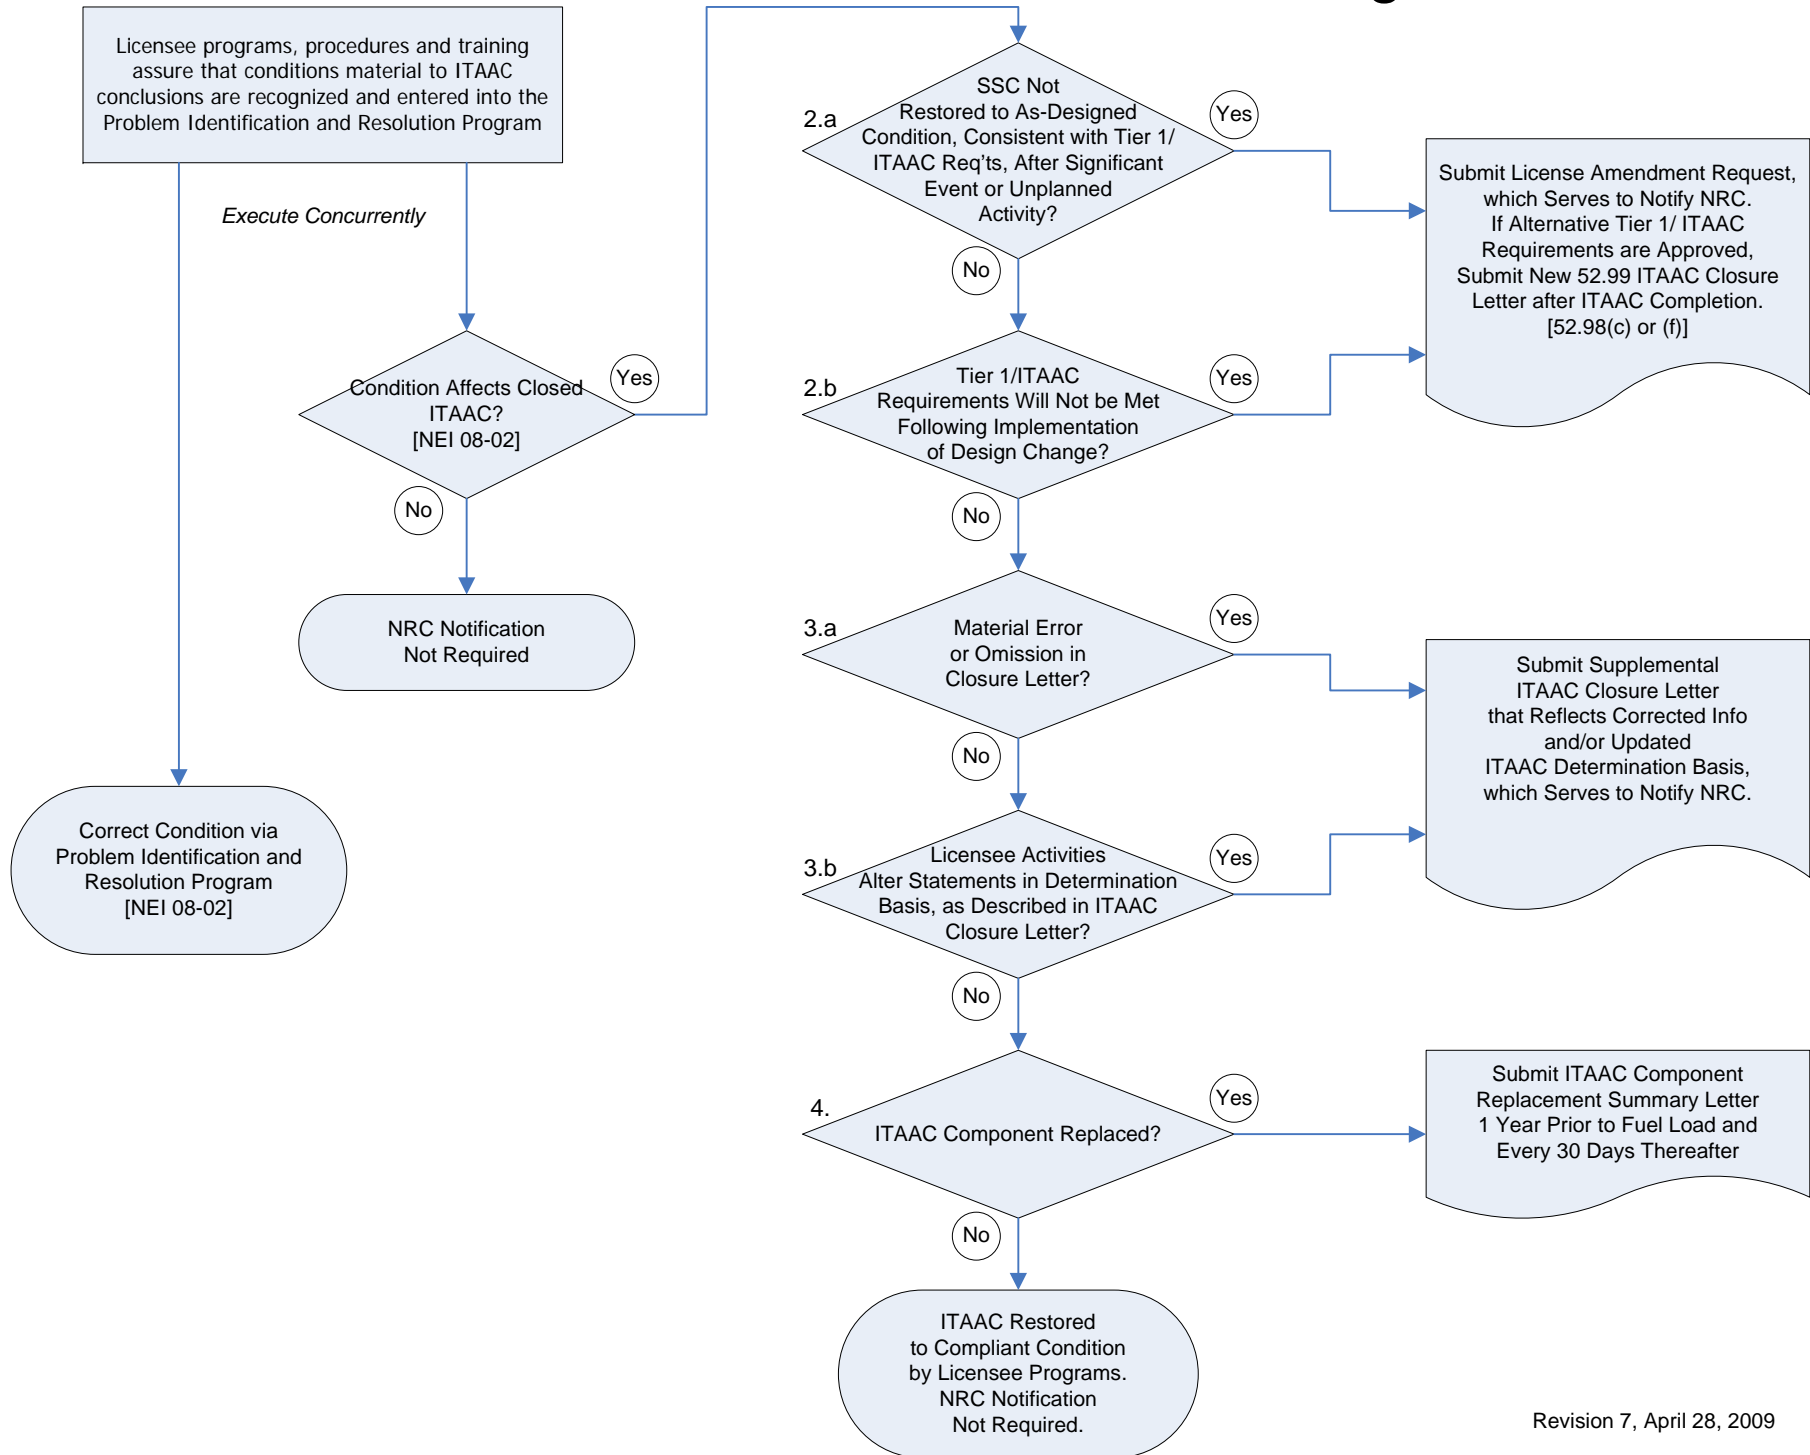 Licensee programs, procedures and training
assure that conditions material to ITAAC
conclusions are recognized and entered into the
Problem Identification and Resolution Program
Execute Concurrently
Condition Affects Closed
ITAAC?
[NEI 08-02]
Yes
No
NRC Notification
Not Required
Correct Condition via
Problem Identification and
Resolution Program
[NEI 08-02]
2.a
SSC Not
Restored to As-Designed
Condition, Consistent with Tier 1/
ITAAC Req'ts, After Significant
Event or Unplanned
Activity?
Yes
No
Submit License Amendment Request,
which Serves to Notify NRC.
If Alternative Tier 1/ ITAAC
Requirements are Approved,
Submit New 52.99 ITAAC Closure
Letter after ITAAC Completion.
[52.98(c) or (f)]
2.b
Tier 1/ITAAC
Requirements Will Not be Met
Following Implementation
of Design Change?
Yes
No
3.a
Material Error
or Omission in
Closure Letter?
Yes
No
Submit Supplemental
ITAAC Closure Letter
that Reflects Corrected Info
and/or Updated
ITAAC Determination Basis,
which Serves to Notify NRC.
3.b
Licensee Activities
Alter Statements in Determination
Basis, as Described in ITAAC
Closure Letter?
Yes
No
4.
ITAAC Component Replaced?
Yes
No
Submit ITAAC Component
Replacement Summary Letter
1 Year Prior to Fuel Load and
Every 30 Days Thereafter
ITAAC Restored
to Compliant Condition
by Licensee Programs.
NRC Notification
Not Required.
Revision 7, April 28, 2009